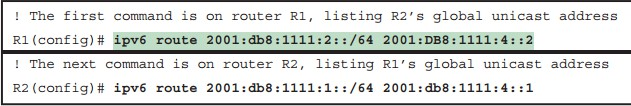 ! The first command is on router R1, listing R2's global unicast address
R1(config)# ipv6 route 2001:db8:1111:2::/64 2001:DB8:1111:4::2
! The next command is on router R2, listing R1's global unicast address
R2(config)# ipv6 route 2001:db8:1111:1::/64 2001:db8:1111:4::1